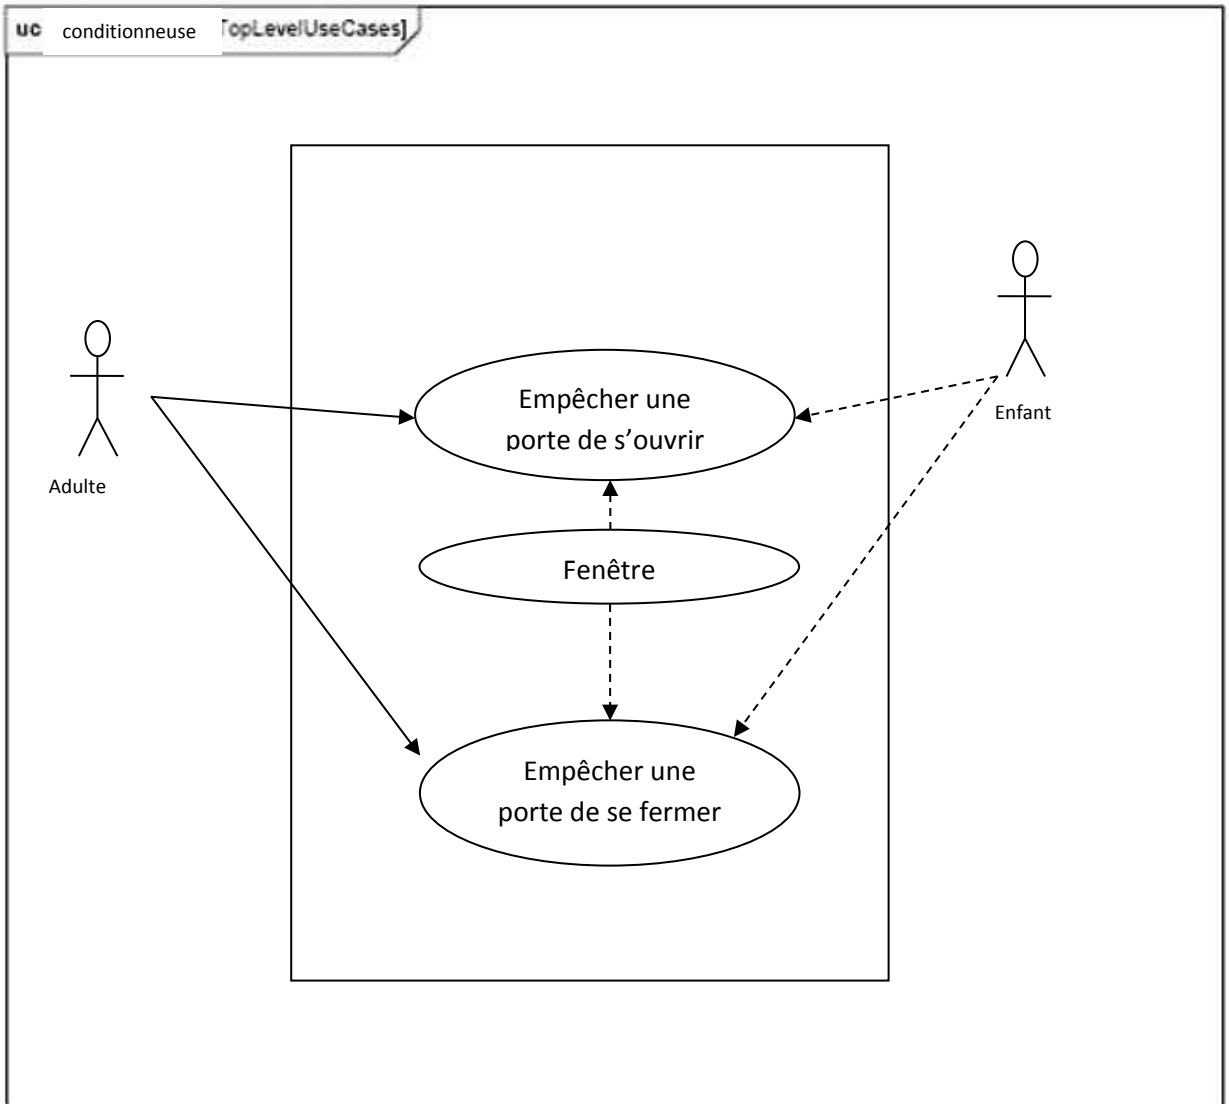 uc conditionneuse TopLevelUseCases]
Empêcher une
porte de s'ouvrir
Enfant
Adulte
Fenêtre
Empêcher une
porte de se fermer